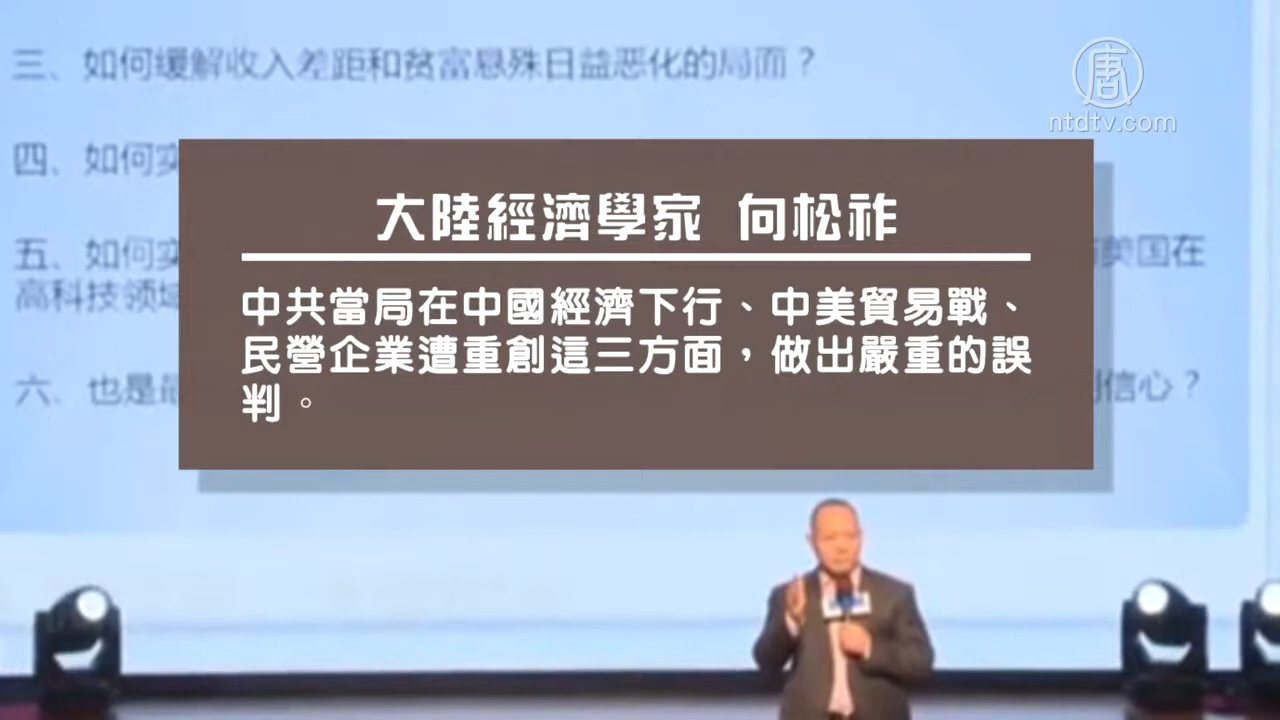 三、如何缓解收入差距和贫富悬殊日益恶化的局面？
唐
ntdtv.com
四、如何实
大陸經濟學家 向松祚
五、如何实
美国在
高科技领域
中共當局在中國經濟下行、中美貿易戰、
民營企業遭重創這三方面，做出嚴重的誤
判。
六、也是最
信心？